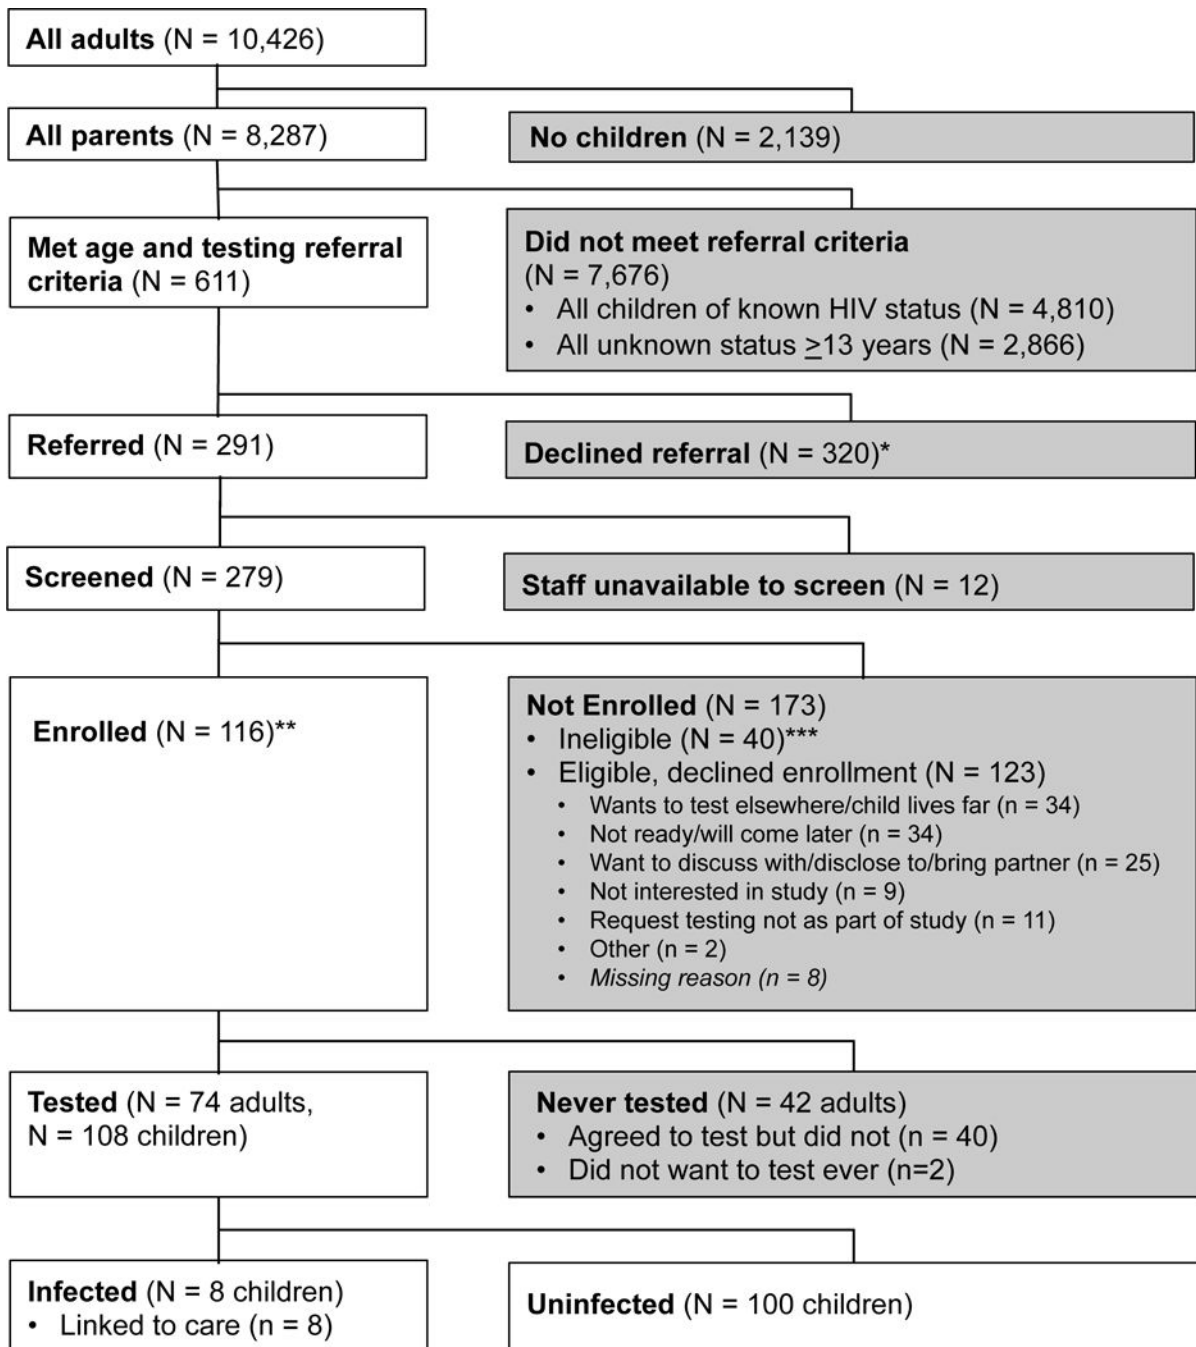 All adults (N = 10,426)
All parents (N = 8,287)
No children (N = 2,139)
Met age and testing referral
criteria (N = 611)
Did not meet referral criteria
(N = 7,676)
• All children of known HIV status (N = 4,810)
• All unknown status ≥13 years (N = 2,866)
Referred (N = 291)
Declined referral (N = 320)*
Screened (N = 279)
Staff unavailable to screen (N = 12)
Enrolled (N = 116)**
Not Enrolled (N = 173)
• Ineligible (N = 40)***
• Eligible, declined enrollment (N = 123)
• Wants to test elsewhere/child lives far (n = 34)
• Not ready/will come later (n = 34)
• Want to discuss with/disclose to/bring partner (n = 25)
• Not interested in study (n = 9)
• Request testing not as part of study (n = 11)
• Other (n = 2)
• Missing reason (n = 8)
Tested (N = 74 adults,
N = 108 children)
Never tested (N = 42 adults)
• Agreed to test but did not (n = 40)
• Did not want to test ever (n=2)
Infected (N = 8 children)
• Linked to care (n = 8)
Uninfected (N = 100 children)